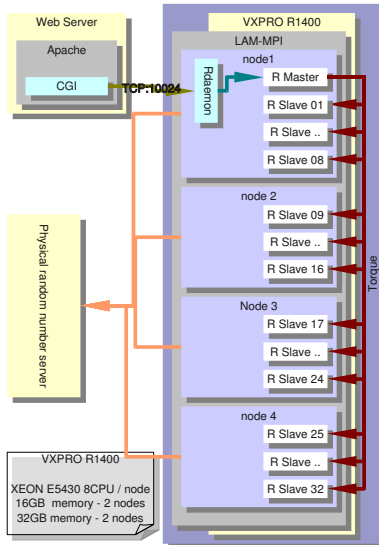 Web Server
Apache
CGI
TCP:10024
VXPRO R1400
LAM-MPI
node1
Rdaemon
R Master
R Slave 01
R Slave ..
R Slave 08
node 2
R Slave 09
R Slave ..
R Slave 16
Node 3
R Slave 17
R Slave ..
R Slave 24
node 4
R Slave 25
R Slave ..
R Slave 32
Torque
Physical random number server
VXPRO R1400
XEON E5430 8CPU / node
16GB memory - 2 nodes
32GB memory - 2 nodes